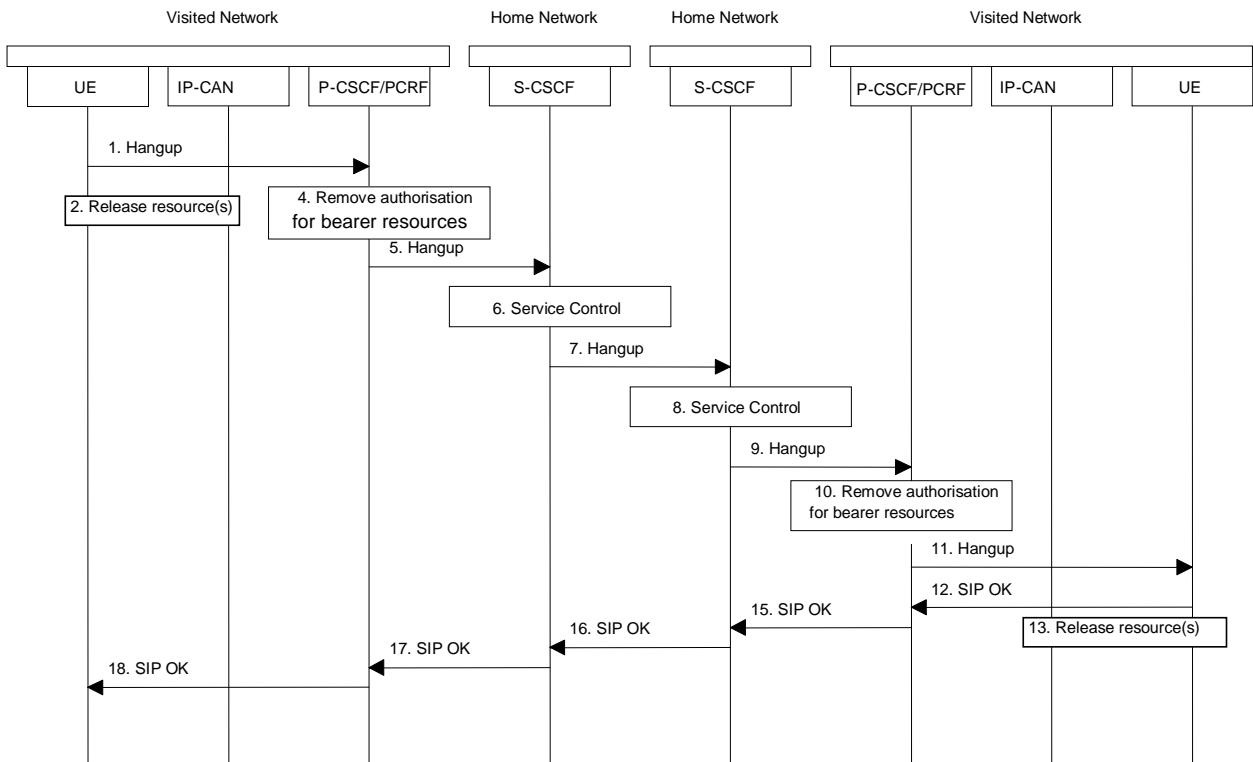 Visited Network
Home Network
Home Network
Visited Network
UE
IP-CAN
P-CSCF/PCRF
S-CSCF
S-CSCF
P-CSCF/PCRF
IP-CAN
UE
1. Hangup
2. Release resource(s)
4. Remove authorisation
for bearer resources
5. Hangup
6. Service Control
7. Hangup
8. Service Control
9. Hangup
10. Remove authorisation
for bearer resources
11. Hangup
12. SIP OK
13. Release resource(s)
15. SIP OK
16. SIP OK
17. SIP OK
18. SIP OK